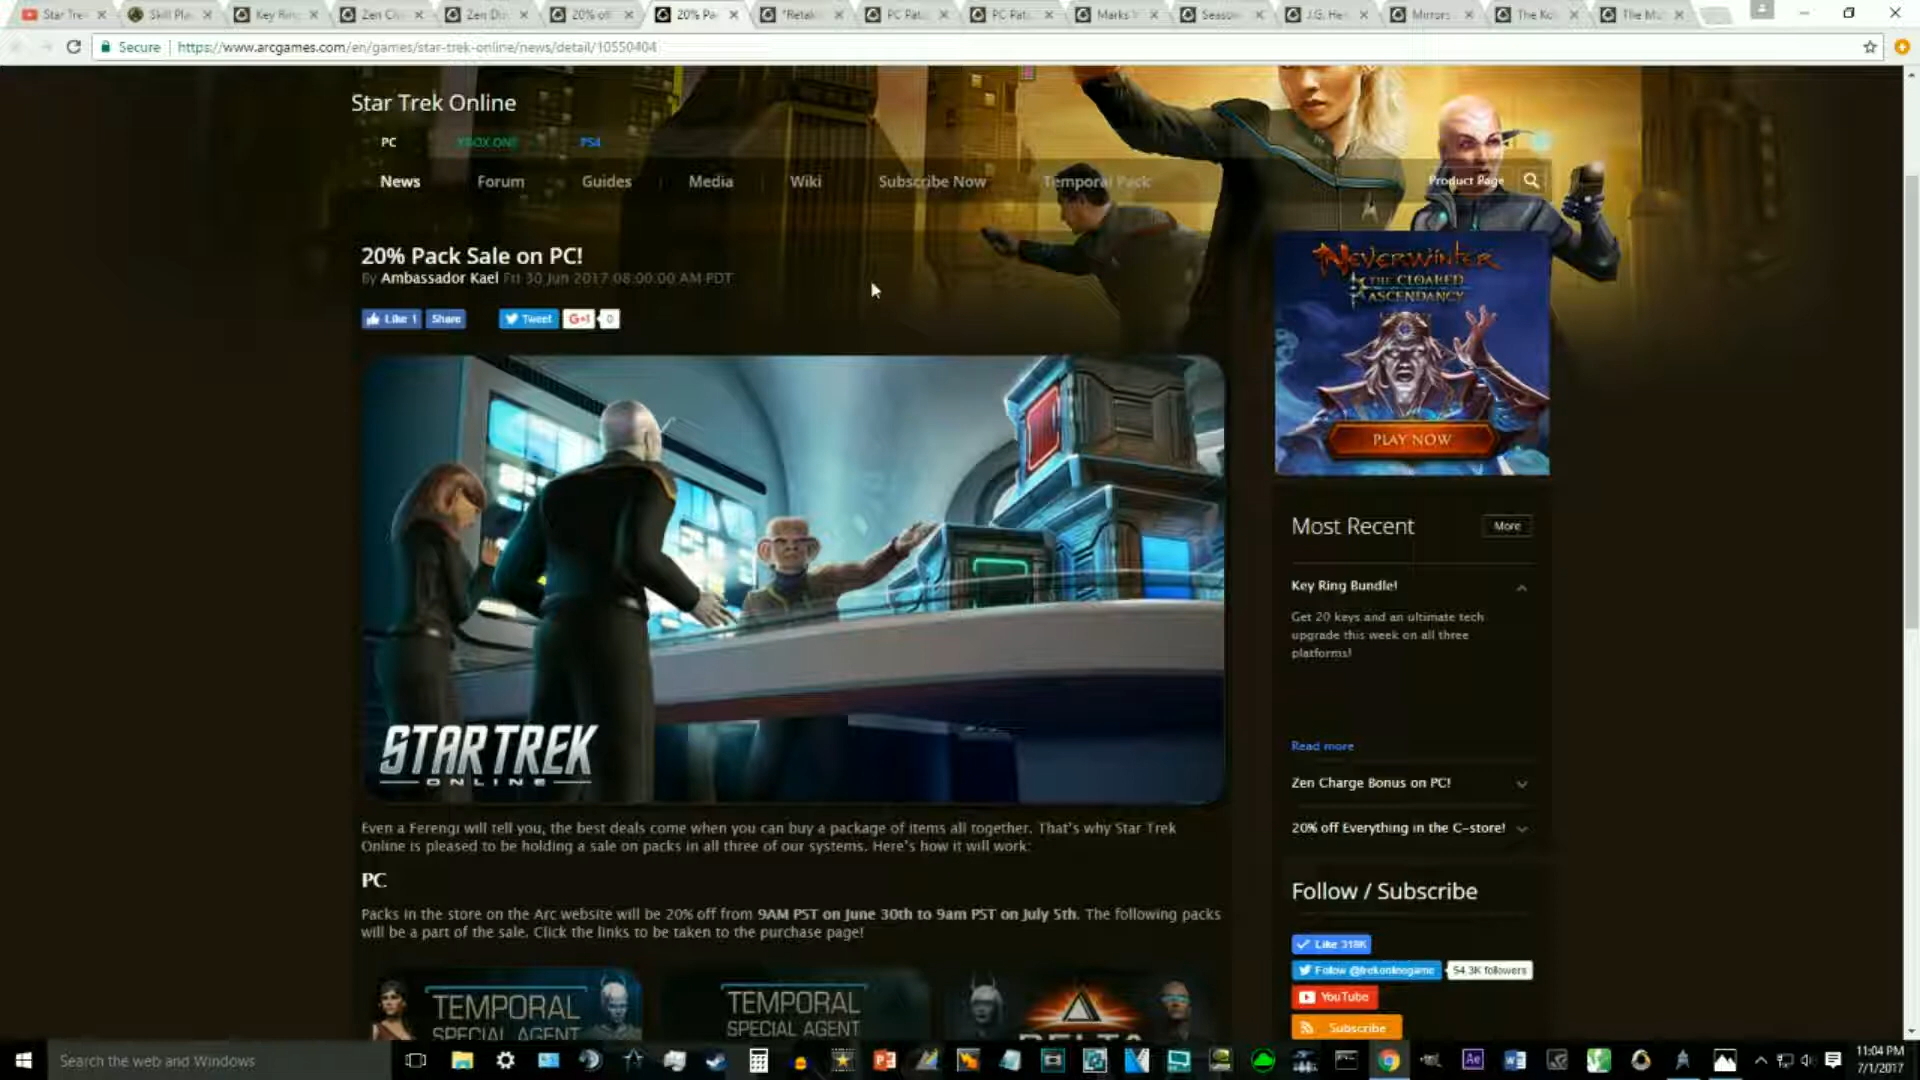 Star Tre
Skill Pla
Key Rin
Zen Ch
Zen Di
20% off
20% Pa
"Retai
PC Pat
PC Pat
Marks
Season
J.G. He
Mirrors
The Ko
The Mu
Secure
https://www.arcgames.com/en/games/star-trek-online/news/detail/10550404
Star Trek Online
PC
XBOX ONE
PS4
News
Forum
Guides
Media
Wiki
Subscribe Now
Temporal Pack
Product Page
20% Pack Sale on PC!
By Ambassador Kael Fri 30 Jun 2017 08:00:00 AM PDT
Like 1
Share
Tweet
G+1
0
NEVERWINTER
THE CLOAKED
ASCENDANCY
PLAY NOW
STAR TREK
ONLINE
Most Recent
More
Key Ring Bundle!
Get 20 keys and an ultimate tech
upgrade this week on all three
platforms!
Read more
Zen Charge Bonus on PC!
20% off Everything in the C-store!
Even a Ferengi will tell you, the best deals come when you can buy a package of items all together. That's why Star Trek
Online is pleased to be holding a sale on packs in all three of our systems. Here's how it will work:
PC
Packs in the store on the Arc website will be 20% off from 9AM PST on June 30th to 9am PST on July 5th. The following packs
will be a part of the sale. Click the links to be taken to the purchase page!
Follow / Subscribe
Like 318K
Follow @trekonlinegame
54.3K followers
YouTube
Subscribe
TEMPORAL
SPECIAL AGENT
TEMPORAL
SPECIAL AGENT
DELTA
Search the web and Windows
11:04 PM
7/1/2017